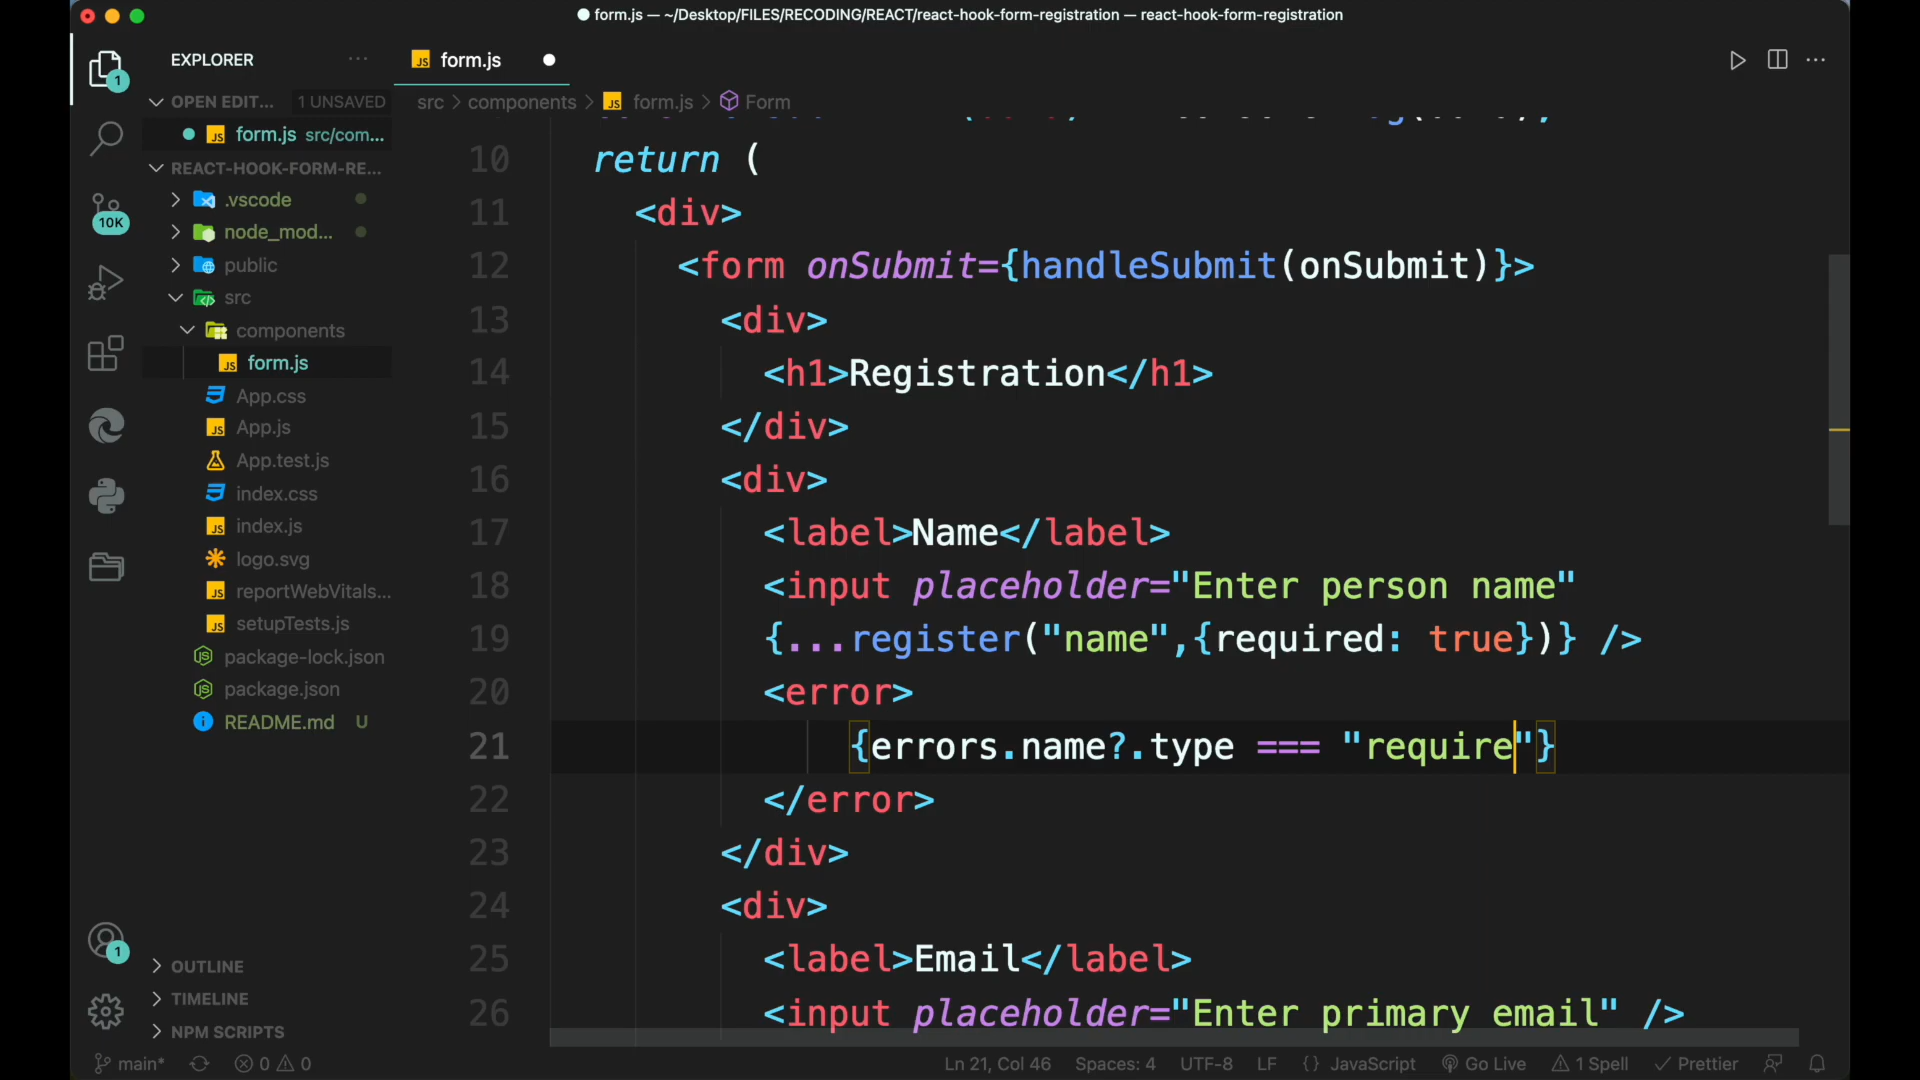 form.js — ~/Desktop/FILES/RECODING/REACT/react-hook-form-registration — react-hook-form-registration
EXPLORER
form.js
1
OPEN EDIT... 1 UNSAVED
src > components > form.js > Form
form.js src/com...
REACT-HOOK-FORM-RE...
.vscode
10K
node_mod...
public
src
components
form.js
App.css
App.js
App.test.js
index.css
index.js
logo.svg
reportWebVitals...
setupTests.js
package-lock.json
package.json
README.md U
10 return (
11 <div>
12 <form onSubmit={handleSubmit(onSubmit)}>
13 <div>
14 <h1>Registration</h1>
15 </div>
16 <div>
17 <label>Name</label>
18 <input placeholder="Enter person name"
19 {...register("name",{required: true})} />
20 <error>
21 {errors.name?.type === "require"}
22 </error>
23 </div>
24 <div>
25 <label>Email</label>
26 <input placeholder="Enter primary email" />
1
OUTLINE
TIMELINE
NPM SCRIPTS
main* 0 0 Ln 21, Col 46 Spaces: 4 UTF-8 LF {} JavaScript Go Live 1 Spell Prettier